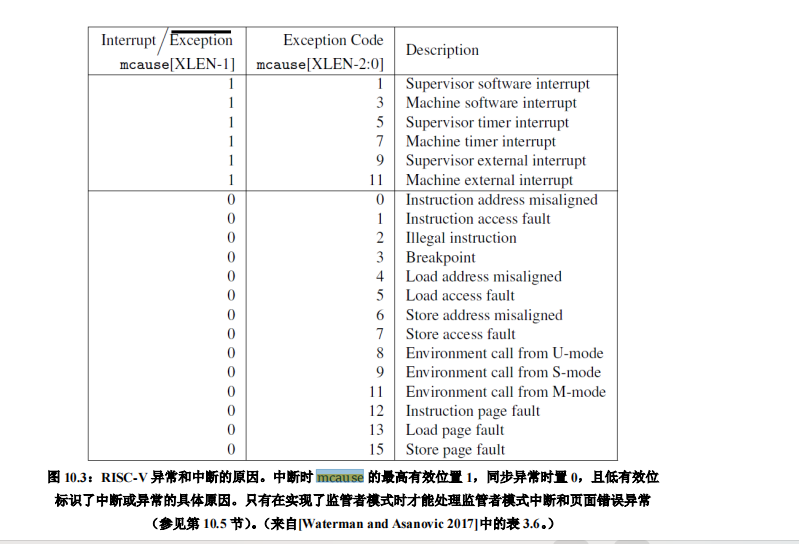 Interrupt / Exception Exception Code Description
mcause[XLEN-1] mcause[XLEN-2:0]
1 1 Supervisor software interrupt
1 3 Machine software interrupt
1 5 Supervisor timer interrupt
1 7 Machine timer interrupt
1 9 Supervisor external interrupt
1 11 Machine external interrupt
0 0 Instruction address misaligned
0 1 Instruction access fault
0 2 Illegal instruction
0 3 Breakpoint
0 4 Load address misaligned
0 5 Load access fault
0 6 Store address misaligned
0 7 Store access fault
0 8 Environment call from U-mode
0 9 Environment call from S-mode
0 11 Environment call from M-mode
0 12 Instruction page fault
0 13 Load page fault
0 15 Store page fault
图 10.3：RISC-V 异常和中断的原因。中断时 mcause 的最高有效位置 1，同步异常时置 0，且低有效位
标识了中断或异常的具体原因。只有在实现了监管者模式时才能处理监管者模式中断和页面错误异常
（参见第 10.5 节）。（来自[Waterman and Asanovic 2017]中的表 3.6。）